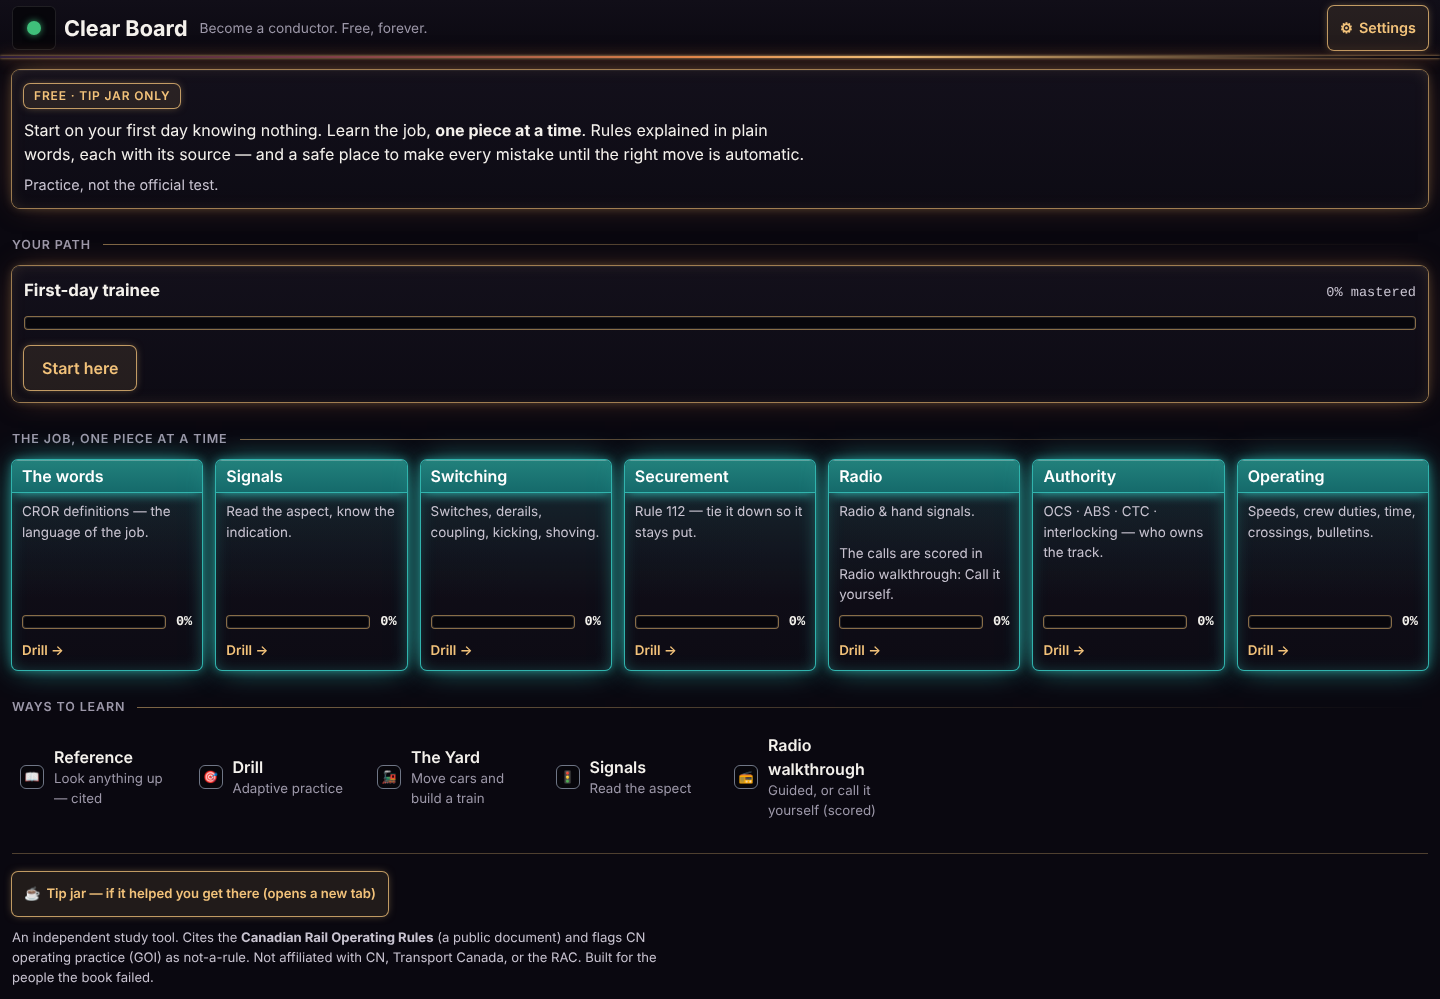 Clear Board
Become a conductor. Free, forever.
⚙ Settings
FREE · TIP JAR ONLY
Start on your first day knowing nothing. Learn the job, one piece at a time. Rules explained in plain
words, each with its source — and a safe place to make every mistake until the right move is automatic.
Practice, not the official test.
YOUR PATH
First-day trainee
0% mastered
Start here
THE JOB, ONE PIECE AT A TIME
The words
CROR definitions — the
language of the job.
0%
Drill →
Signals
Read the aspect, know the
indication.
0%
Drill →
Switching
Switches, derails,
coupling, kicking, shoving.
0%
Drill →
Securement
Rule 112 — tie it down so it
stays put.
0%
Drill →
Radio
Radio & hand signals.
The calls are scored in
Radio walkthrough: Call it
yourself.
0%
Drill →
Authority
OCS · ABS · CTC ·
interlocking — who owns
the track.
0%
Drill →
Operating
Speeds, crew duties, time,
crossings, bulletins.
0%
Drill →
WAYS TO LEARN
Reference
Look anything up
— cited
Drill
Adaptive practice
The Yard
Move cars and
build a train
Signals
Read the aspect
Radio
walkthrough
Guided, or call it
yourself (scored)
Tip jar — if it helped you get there (opens a new tab)
An independent study tool. Cites the Canadian Rail Operating Rules (a public document) and flags CN
operating practice (GOI) as not-a-rule. Not affiliated with CN, Transport Canada, or the RAC. Built for the
people the book failed.